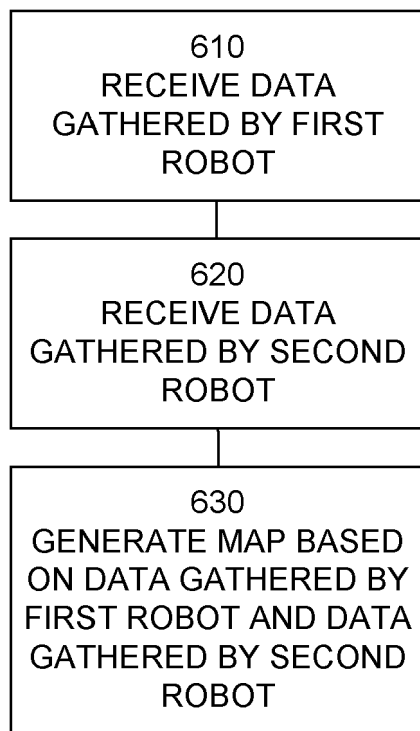 610
RECEIVE DATA
GATHERED BY FIRST
ROBOT
620
RECEIVE DATA
GATHERED BY SECOND
ROBOT
630
GENERATE MAP BASED
ON DATA GATHERED BY
FIRST ROBOT AND DATA
GATHERED BY SECOND
ROBOT